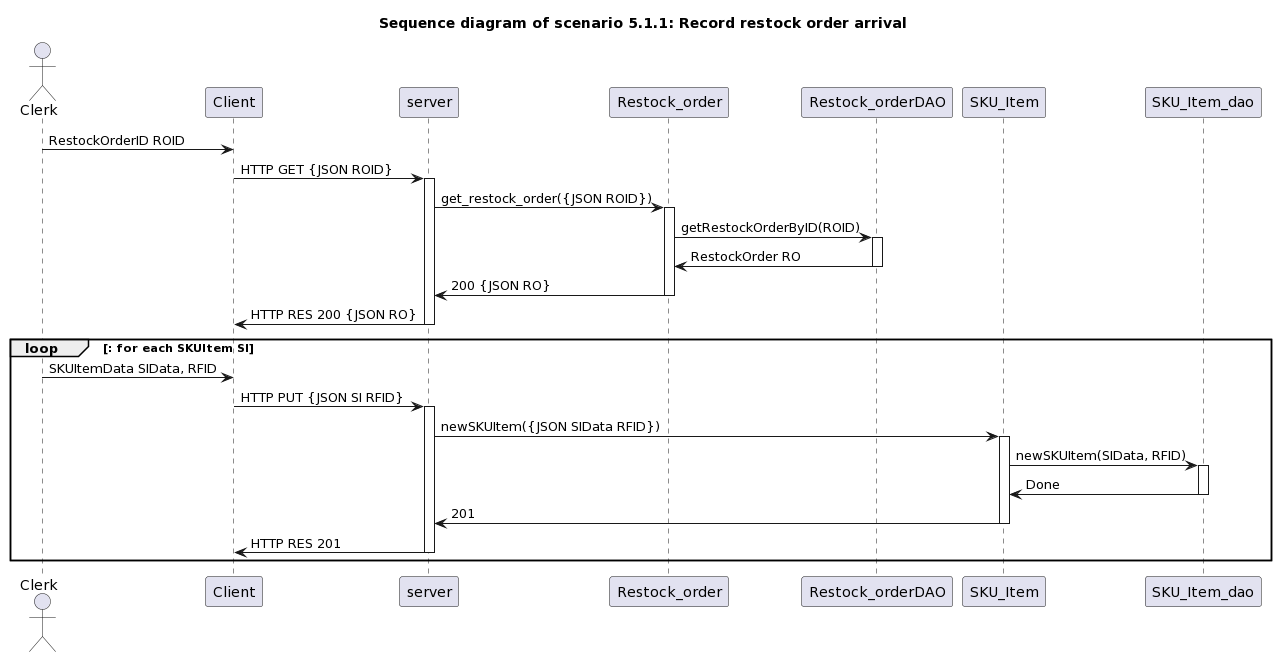 Sequence diagram of scenario 5.1.1: Record restock order arrival
Clerk
Client
server
Restock_order
Restock_orderDAO
SKU_Item
SKU_Item_dao
RestockOrderID ROID
HTTP GET {JSON ROID}
get_restock_order({JSON ROID})
getRestockOrderByID(ROID)
RestockOrder RO
200 {JSON RO}
HTTP RES 200 {JSON RO}
loop [: for each SKUItem SI]
SKUItemData SIData, RFID
HTTP PUT {JSON SI RFID}
newSKUItem({JSON SIData RFID})
newSKUItem(SIData, RFID)
Done
201
HTTP RES 201
Clerk
Client
server
Restock_order
Restock_orderDAO
SKU_Item
SKU_Item_dao